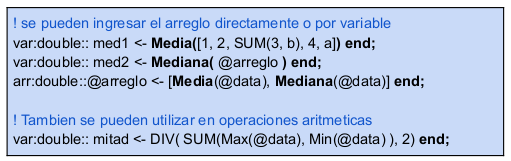 ! se pueden ingresar el arreglo directamente o por variable
var:double:: med1 <- Media([1, 2, SUM(3, b), 4, a]) end;
var:double:: med2 <- Mediana( @arreglo ) end;
arr:double::@arreglo <- [Media(@data), Mediana(@data)] end;

! Tambien se pueden utilizar en operaciones aritmeticas
var:double:: mitad <- DIV( SUM(Max(@data), Min(@data) ), 2) end;